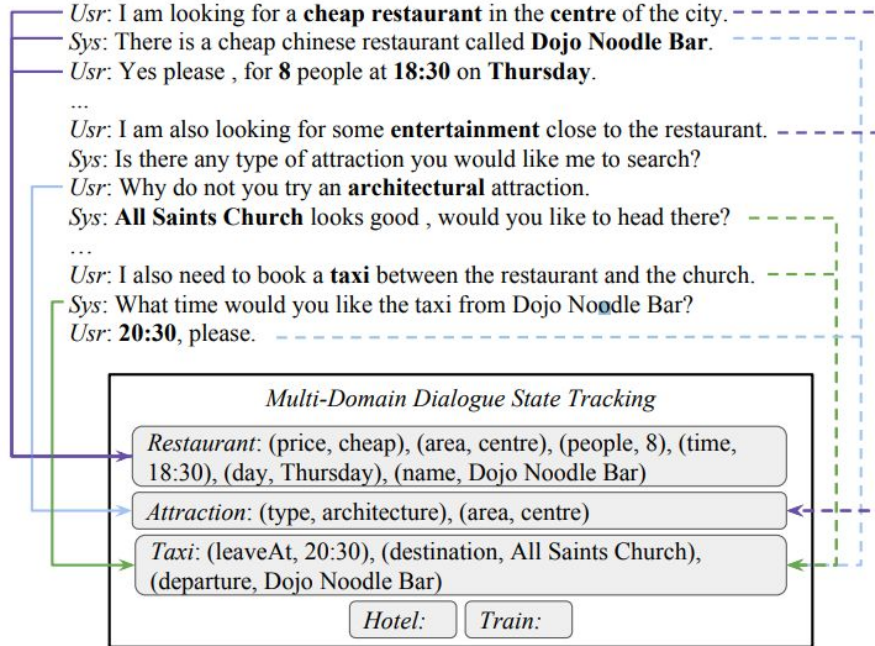 Usr: I am looking for a cheap restaurant in the centre of the city.
Sys: There is a cheap chinese restaurant called Dojo Noodle Bar.
Usr: Yes please , for 8 people at 18:30 on Thursday.
...
Usr: I am also looking for some entertainment close to the restaurant.
Sys: Is there any type of attraction you would like me to search?
Usr: Why do not you try an architectural attraction.
Sys: All Saints Church looks good , would you like to head there?
...
Usr: I also need to book a taxi between the restaurant and the church.
Sys: What time would you like the taxi from Dojo Noodle Bar?
Usr: 20:30, please.
Multi-Domain Dialogue State Tracking
Restaurant: (price, cheap), (area, centre), (people, 8), (time,
18:30), (day, Thursday), (name, Dojo Noodle Bar)
Attraction: (type, architecture), (area, centre)
Taxi: (leaveAt, 20:30), (destination, All Saints Church),
(departure, Dojo Noodle Bar)
Hotel: Train: